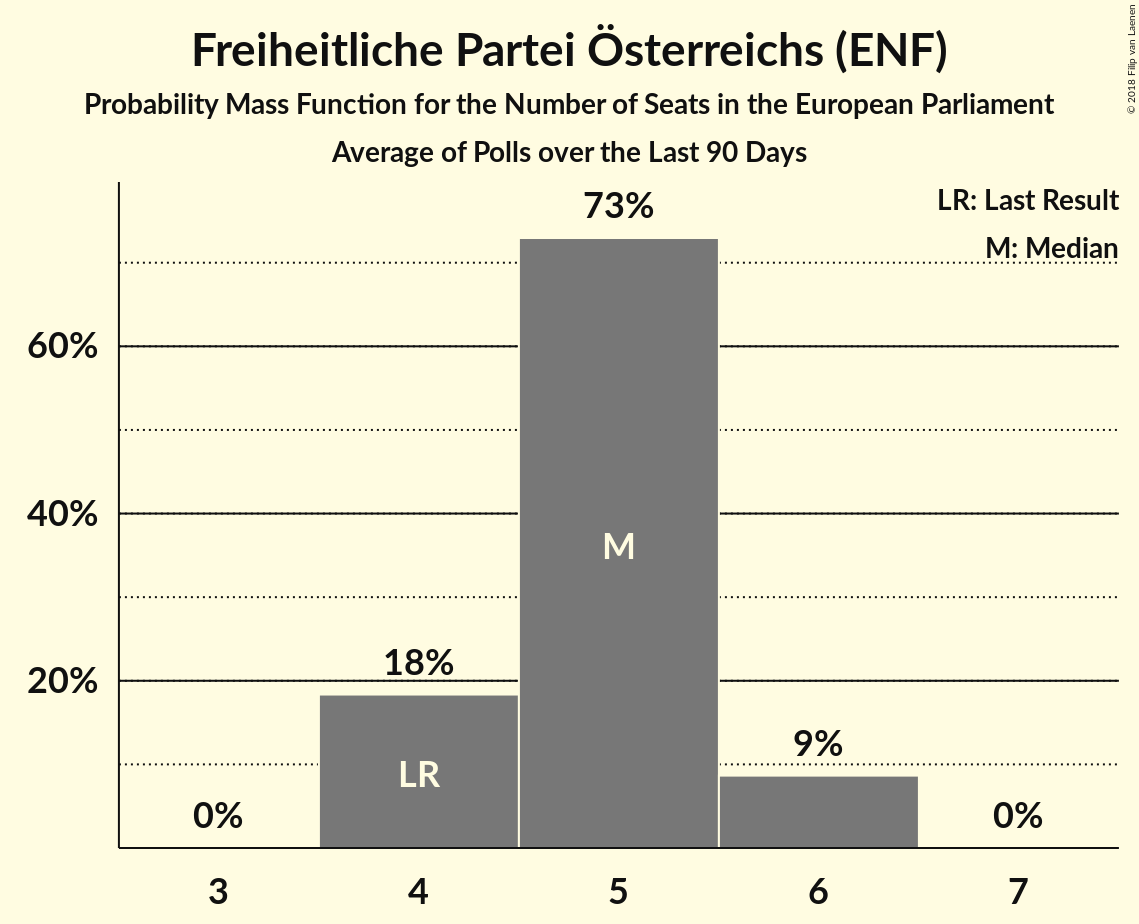 Freiheitliche Partei Österreichs (ENF)
Probability Mass Function for the Number of Seats in the European Parliament
Average of Polls over the Last 90 Days
© 2018 Filip van Laenen
LR: Last Result
M: Median
73%
60%
40%
M
18%
20%
9%
LR
0%
0%
3 4 5 6 7